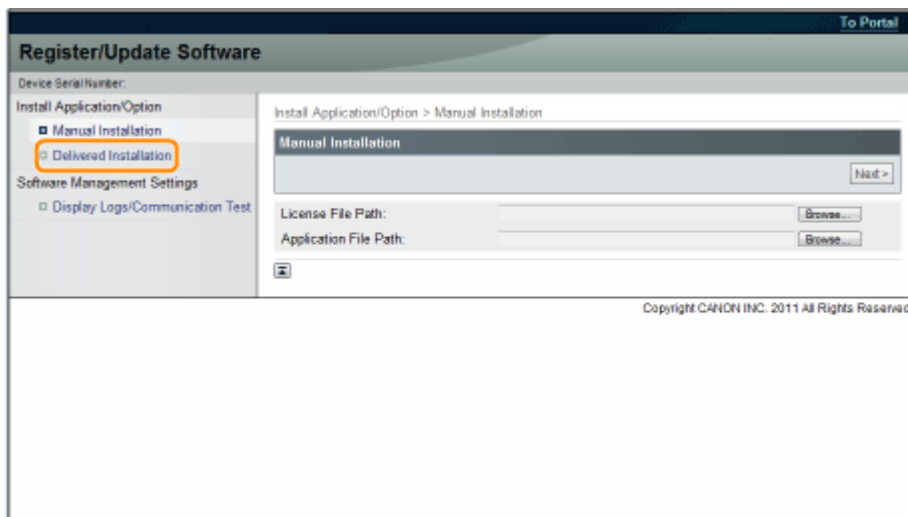 To Portal
Register/Update Software
Device Serial Number:
Install Application/Option
Manual Installation
Delivered Installation
Software Management Settings
Display Logs/Communication Test
Install Application/Option > Manual Installation
Manual Installation
Next >
License File Path:
Browse...
Application File Path:
Browse...
Copyright CANON INC. 2011 All Rights Reserved